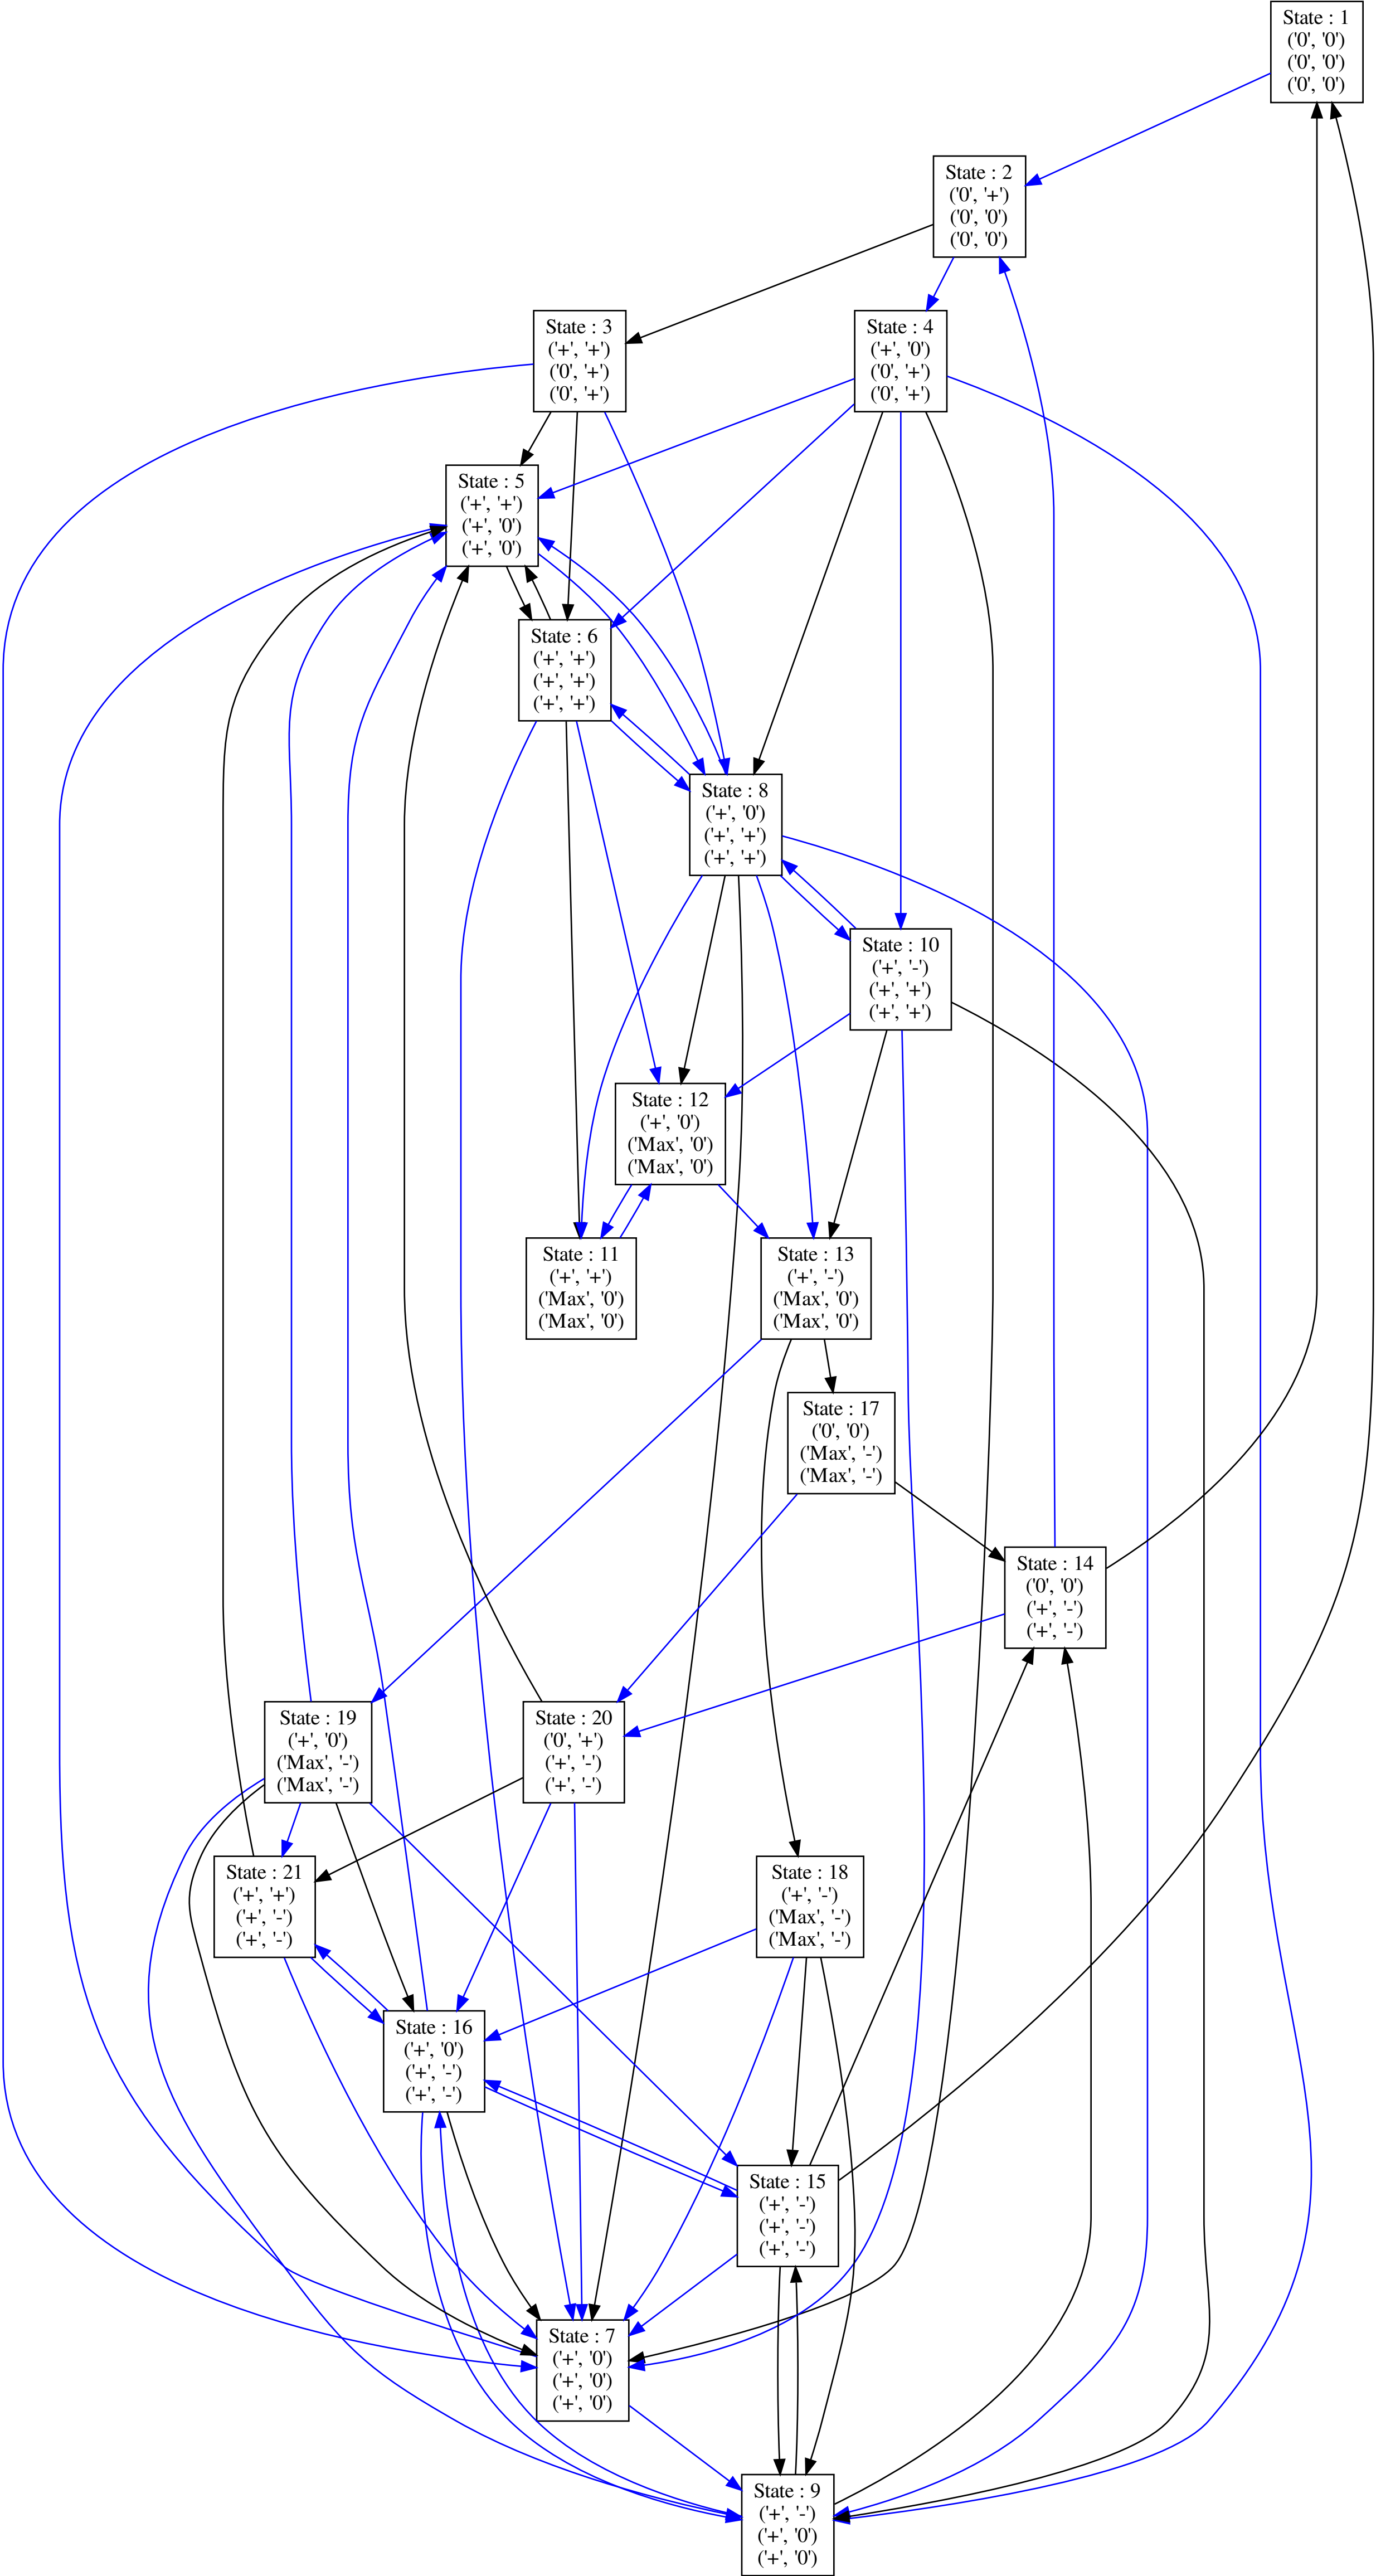 State : 1
('0', '0')
('0', '0')
('0', '0')
State : 2
('0', '+')
('0', '0')
('0', '0')
State : 3
('+', '+')
('0', '+')
('0', '+')
State : 4
('+', '0')
('0', '+')
('0', '+')
State : 5
('+', '+')
('+', '0')
('+', '0')
State : 6
('+', '+')
('+', '+')
('+', '+')
State : 8
('+', '0')
('+', '+')
('+', '+')
State : 10
('+', '-')
('+', '+')
('+', '+')
State : 12
('+', '0')
('Max', '0')
('Max', '0')
State : 11
('+', '+')
('Max', '0')
('Max', '0')
State : 13
('+', '-')
('Max', '0')
('Max', '0')
State : 17
('0', '0')
('Max', '-')
('Max', '-')
State : 14
('0', '0')
('+', '-')
('+', '-')
State : 19
('+', '0')
('Max', '-')
('Max', '-')
State : 20
('0', '+')
('+', '-')
('+', '-')
State : 21
('+', '+')
('+', '-')
('+', '-')
State : 18
('+', '-')
('Max', '-')
('Max', '-')
State : 16
('+', '0')
('+', '-')
('+', '-')
State : 15
('+', '-')
('+', '-')
('+', '-')
State : 7
('+', '0')
('+', '0')
('+', '0')
State : 9
('+', '-')
('+', '0')
('+', '0')